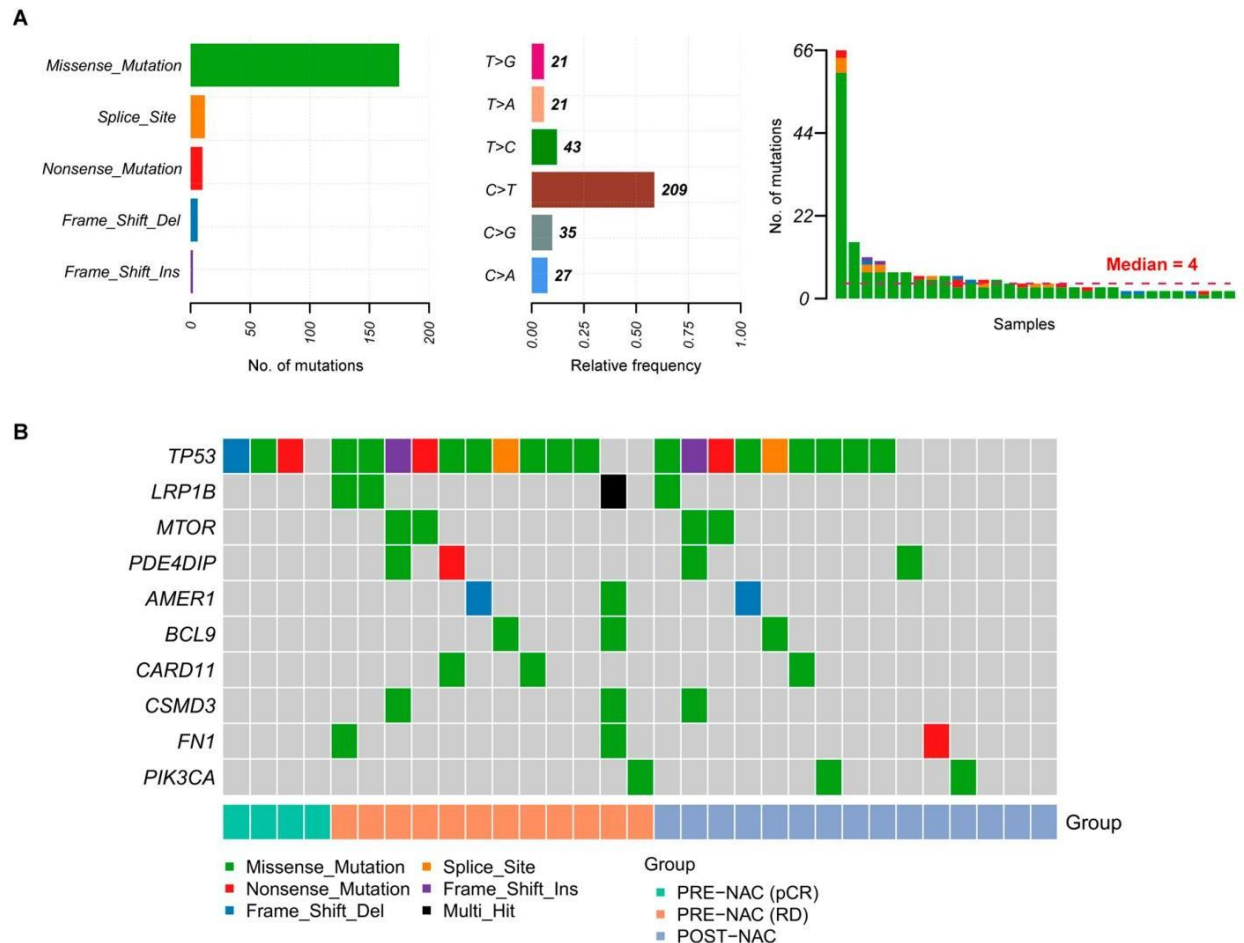 A
Missense_Mutation
Splice_Site
Nonsense_Mutation
Frame_Shift_Del
Frame_Shift_Ins
0 50 100 150 200
No. of mutations
T>G 21
T>A 21
T>C 43
C>T 209
C>G 35
C>A 27
0.00 0.25 0.50 0.75 1.00
Relative frequency
No. of mutations
66
44
22
0
Median = 4
Samples
B
TP53
LRP1B
MTOR
PDE4DIP
AMER1
BCL9
CARD11
CSMD3
FN1
PIK3CA
Group
Missense_Mutation
Nonsense_Mutation
Frame_Shift_Del
Splice_Site
Frame_Shift_Ins
Multi_Hit
Group
PRE−NAC (pCR)
PRE−NAC (RD)
POST−NAC